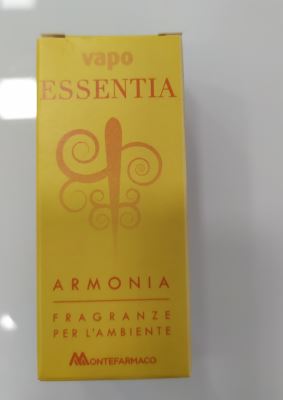 vapo
ESSENTIA
ARMONIA
FRAGRANZE
PER L'AMBIENTE
MONTEFARMACO